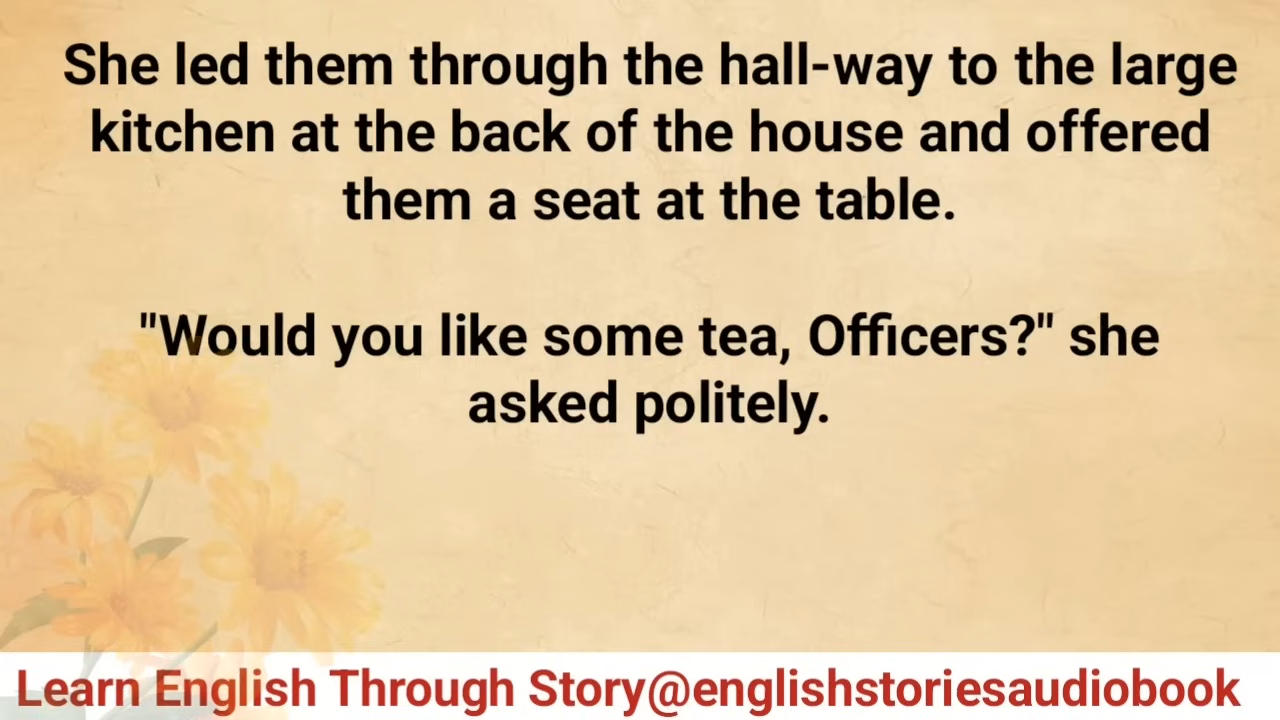 She led them through the hall-way to the large
kitchen at the back of the house and offered
them a seat at the table.
"Would you like some tea, Officers?" she
asked politely.
Learn English Through Story@englishstoriesaudiobook